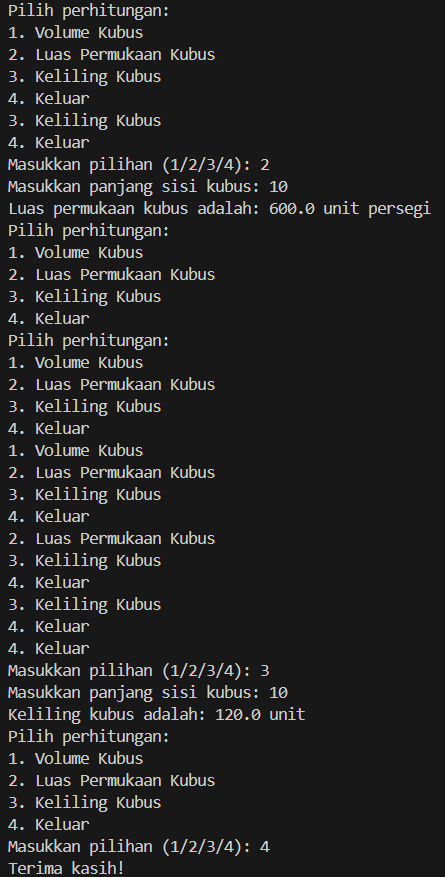 Pilih perhitungan:
1. Volume Kubus
2. Luas Permukaan Kubus
3. Keliling Kubus
4. Keluar
3. Keliling Kubus
4. Keluar
Masukkan pilihan (1/2/3/4): 2
Masukkan panjang sisi kubus: 10
Luas permukaan kubus adalah: 600.0 unit persegi
Pilih perhitungan:
1. Volume Kubus
2. Luas Permukaan Kubus
3. Keliling Kubus
4. Keluar
Pilih perhitungan:
1. Volume Kubus
2. Luas Permukaan Kubus
3. Keliling Kubus
4. Keluar
1. Volume Kubus
2. Luas Permukaan Kubus
3. Keliling Kubus
4. Keluar
2. Luas Permukaan Kubus
3. Keliling Kubus
4. Keluar
3. Keliling Kubus
4. Keluar
4. Keluar
Masukkan pilihan (1/2/3/4): 3
Masukkan panjang sisi kubus: 10
Keliling kubus adalah: 120.0 unit
Pilih perhitungan:
1. Volume Kubus
2. Luas Permukaan Kubus
3. Keliling Kubus
4. Keluar
Masukkan pilihan (1/2/3/4): 4
Terima kasih!